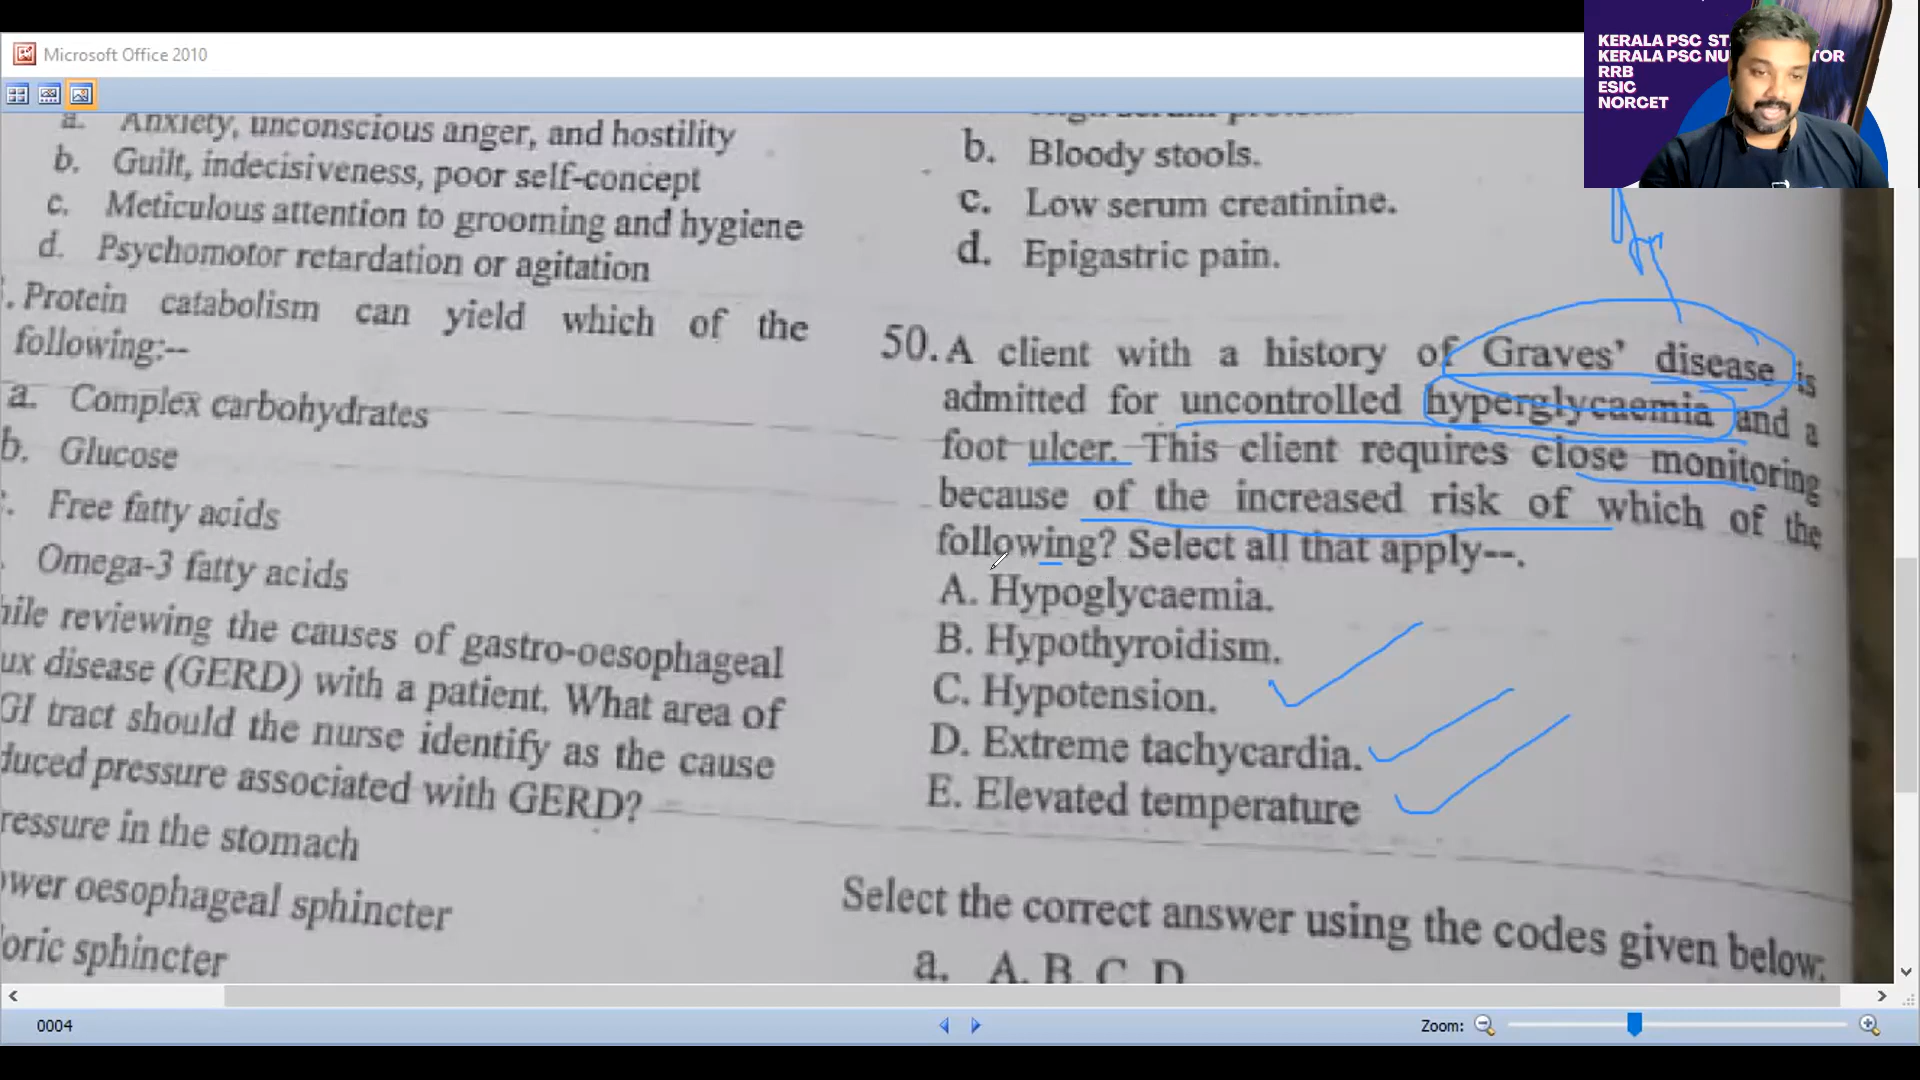 Microsoft Office 2010
KERALA PSC
KERALA PSC
RRB
ESIC
NORCET
a. Anxiety, unconscious anger, and hostility
b. Guilt, indecisiveness, poor self-concept
c. Meticulous attention to grooming and hygiene
d. Psychomotor retardation or agitation
Protein catabolism can yield which of the
following:--
a. Complex carbohydrates
b. Glucose
Free fatty acids
Omega-3 fatty acids
reviewing the causes of gastro-oesophageal
disease (GERD) with a patient. What area of
GI tract should the nurse identify as the cause
pressure associated with GERD?
in the stomach
oesophageal sphincter
sphincter
b. Bloody stools.
c. Low serum creatinine.
d. Epigastric pain.
50. A client with a history of Graves' disease is
admitted for uncontrolled hyperglycaemia and a
foot ulcer. This client requires close monitoring
because of the increased risk of which of the
following? Select all that apply--.
A. Hypoglycaemia.
B. Hypothyroidism.
C. Hypotension.
D. Extreme tachycardia.
E. Elevated temperature
Select the correct answer using the codes given below:
a. A, B, C, D
0004
Zoom: